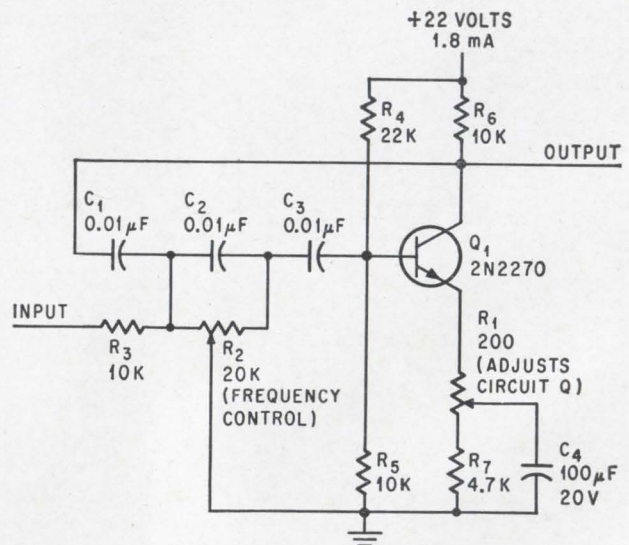 +22 VOLTS
1.8 mA
R4
22K
R6
10K
OUTPUT
C1
0.01µF
C2
0.01µF
C3
0.01µF
Q1
2N2270
INPUT
R3
10K
R2
20K
(FREQUENCY
CONTROL)
R1
200
(ADJUSTS
CIRCUIT Q)
R5
10K
R7
4.7K
C4
100µF
20V